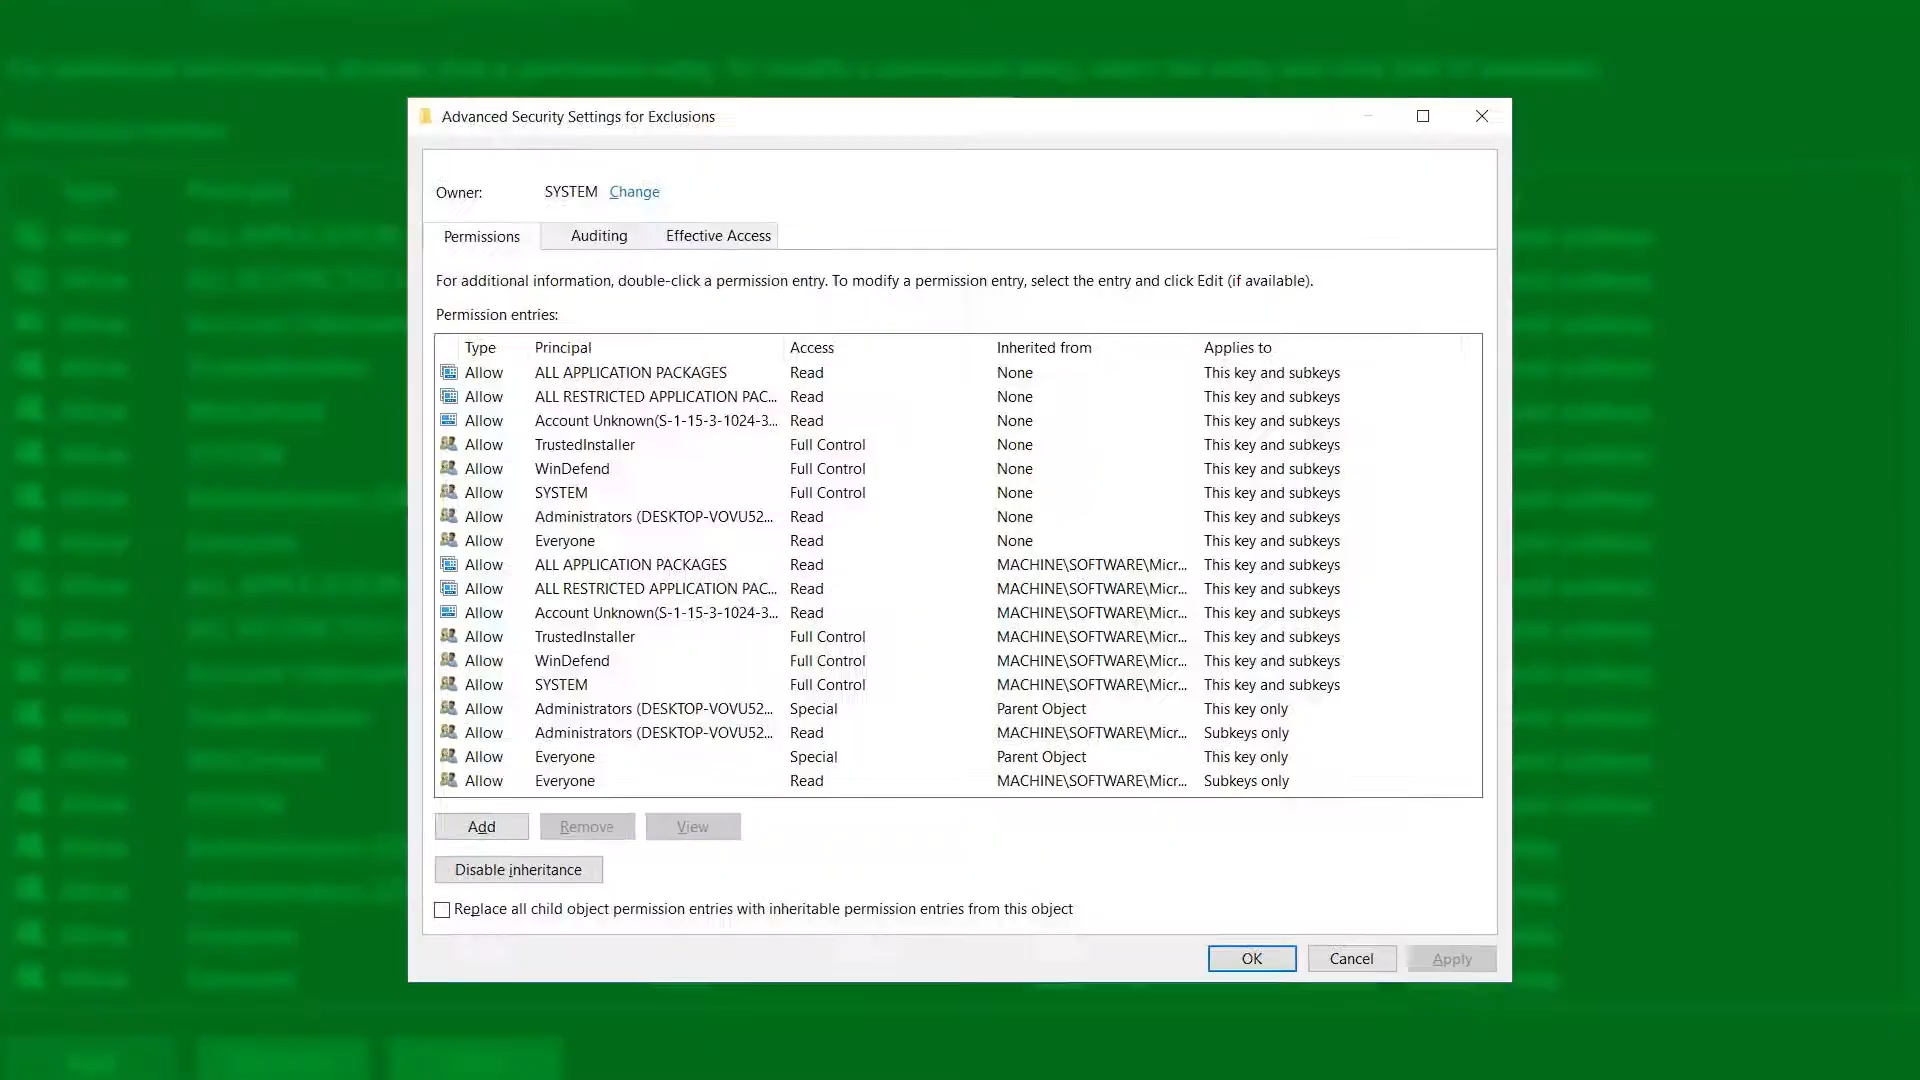 Advanced Security Settings for Exclusions
Owner: SYSTEM Change
Permissions Auditing Effective Access
For additional information, double-click a permission entry. To modify a permission entry, select the entry and click Edit (if available).
Permission entries:
Type Principal Access Inherited from Applies to
Allow ALL APPLICATION PACKAGES Read None This key and subkeys
Allow ALL RESTRICTED APPLICATION PAC... Read None This key and subkeys
Allow Account Unknown(S-1-15-3-1024-3... Read None This key and subkeys
Allow TrustedInstaller Full Control None This key and subkeys
Allow WinDefend Full Control None This key and subkeys
Allow SYSTEM Full Control None This key and subkeys
Allow Administrators (DESKTOP-VOVU52... Read None This key and subkeys
Allow Everyone Read None This key and subkeys
Allow ALL APPLICATION PACKAGES Read MACHINE\SOFTWARE\Micr... This key and subkeys
Allow ALL RESTRICTED APPLICATION PAC... Read MACHINE\SOFTWARE\Micr... This key and subkeys
Allow Account Unknown(S-1-15-3-1024-3... Read MACHINE\SOFTWARE\Micr... This key and subkeys
Allow TrustedInstaller Full Control MACHINE\SOFTWARE\Micr... This key and subkeys
Allow WinDefend Full Control MACHINE\SOFTWARE\Micr... This key and subkeys
Allow SYSTEM Full Control MACHINE\SOFTWARE\Micr... This key and subkeys
Allow Administrators (DESKTOP-VOVU52... Special Parent Object This key only
Allow Administrators (DESKTOP-VOVU52... Read MACHINE\SOFTWARE\Micr... Subkeys only
Allow Everyone Special Parent Object This key only
Allow Everyone Read MACHINE\SOFTWARE\Micr... Subkeys only
Add Remove View
Disable inheritance
Replace all child object permission entries with inheritable permission entries from this object
OK Cancel Apply